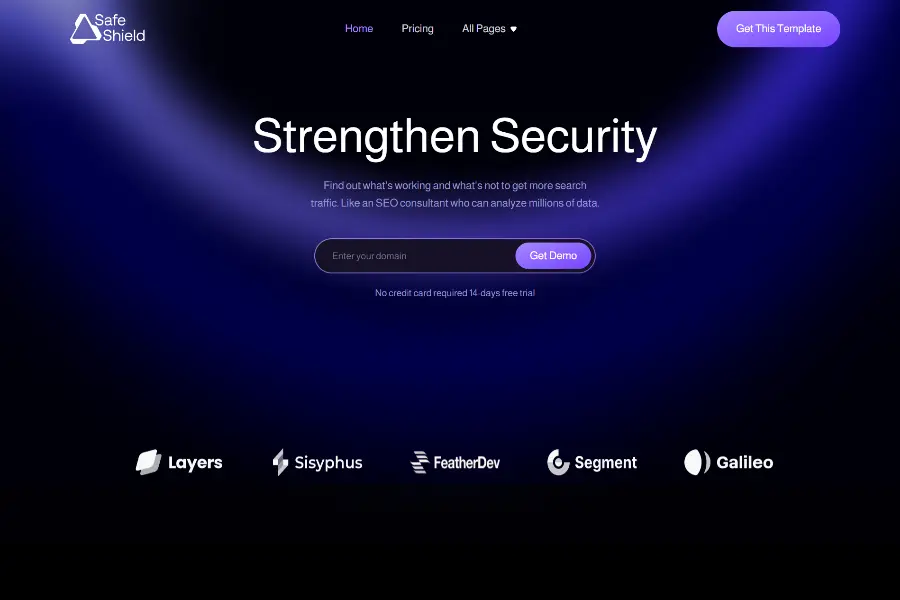 Safe
Shield
Home
Pricing
All Pages
Get This Template
Strengthen Security
Find out what's working and what's not to get more search
traffic. Like an SEO consultant who can analyze millions of data.
Enter your domain
Get Demo
No credit card required 14-days free trial
Layers
Sisyphus
FeatherDev
Segment
Galileo